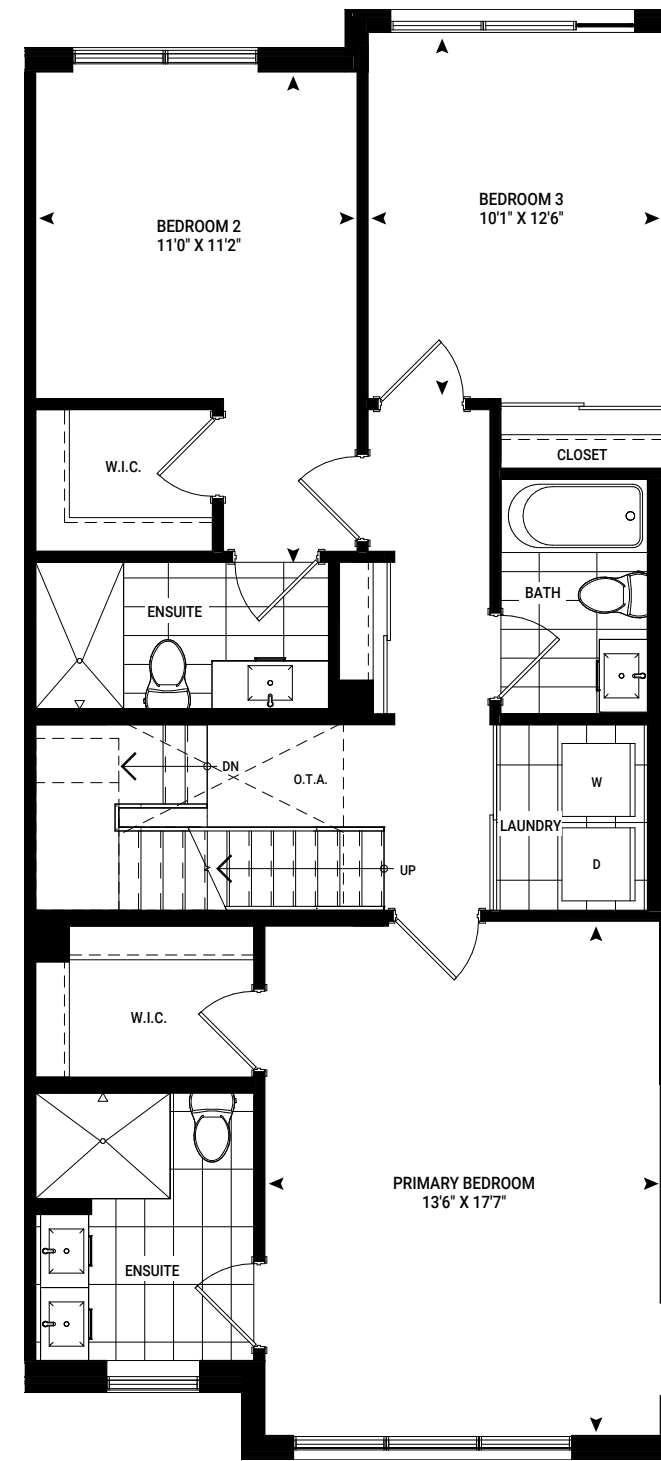 BEDROOM 3
10'1" X 12'6"
BEDROOM 2
11'0" X 11'2"
CLOSET
W.I.C.
BATH
ENSUITE
DN
O.T.A.
W
LAUNDRY
D
UP
W.I.C.
PRIMARY BEDROOM
13'6" X 17'7"
ENSUITE